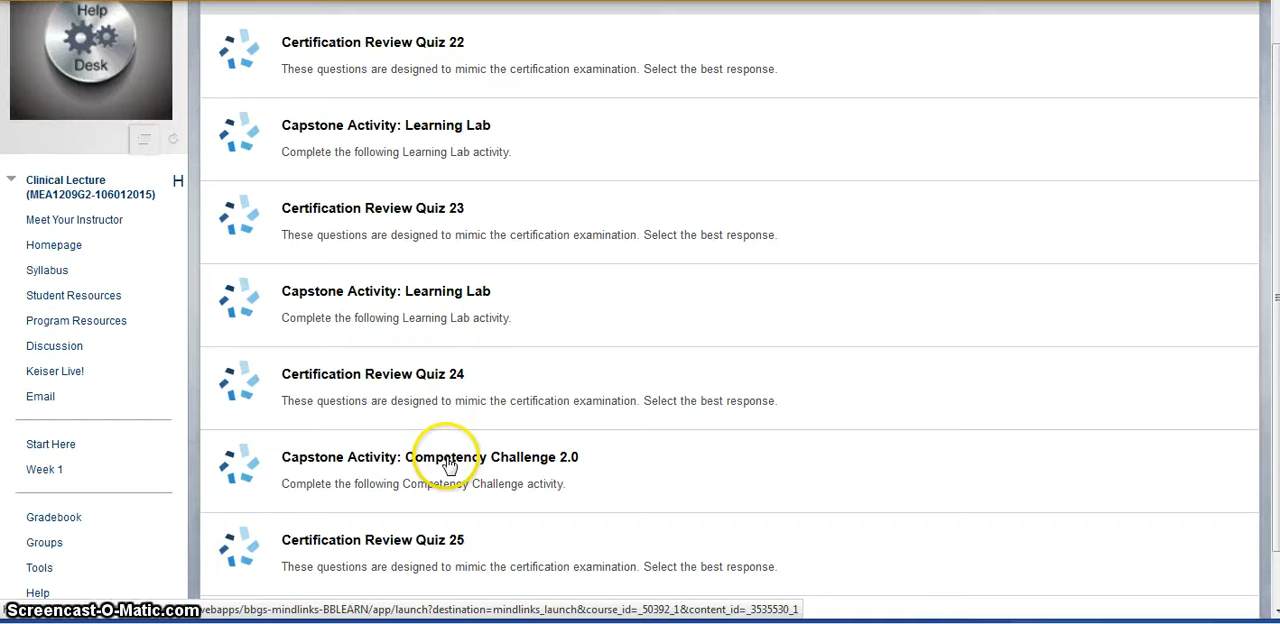 Help
Desk
Clinical Lecture
(MEA1209G2-106012015)
H
Meet Your Instructor
Homepage
Syllabus
Student Resources
Program Resources
Discussion
Keiser Live!
Email
Start Here
Week 1
Gradebook
Groups
Tools
Help
Certification Review Quiz 22
These questions are designed to mimic the certification examination. Select the best response.
Capstone Activity: Learning Lab
Complete the following Learning Lab activity.
Certification Review Quiz 23
These questions are designed to mimic the certification examination. Select the best response.
Capstone Activity: Learning Lab
Complete the following Learning Lab activity.
Certification Review Quiz 24
These questions are designed to mimic the certification examination. Select the best response.
Capstone Activity: Competency Challenge 2.0
Complete the following Competency Challenge activity.
Certification Review Quiz 25
These questions are designed to mimic the certification examination. Select the best response.
Screencast-O-Matic.com
vebapps/bbgs-mindlinks-BBLEARN/app/launch?destination=mindlinks_launch&course_id=_50392_1&content_id=_3535530_1